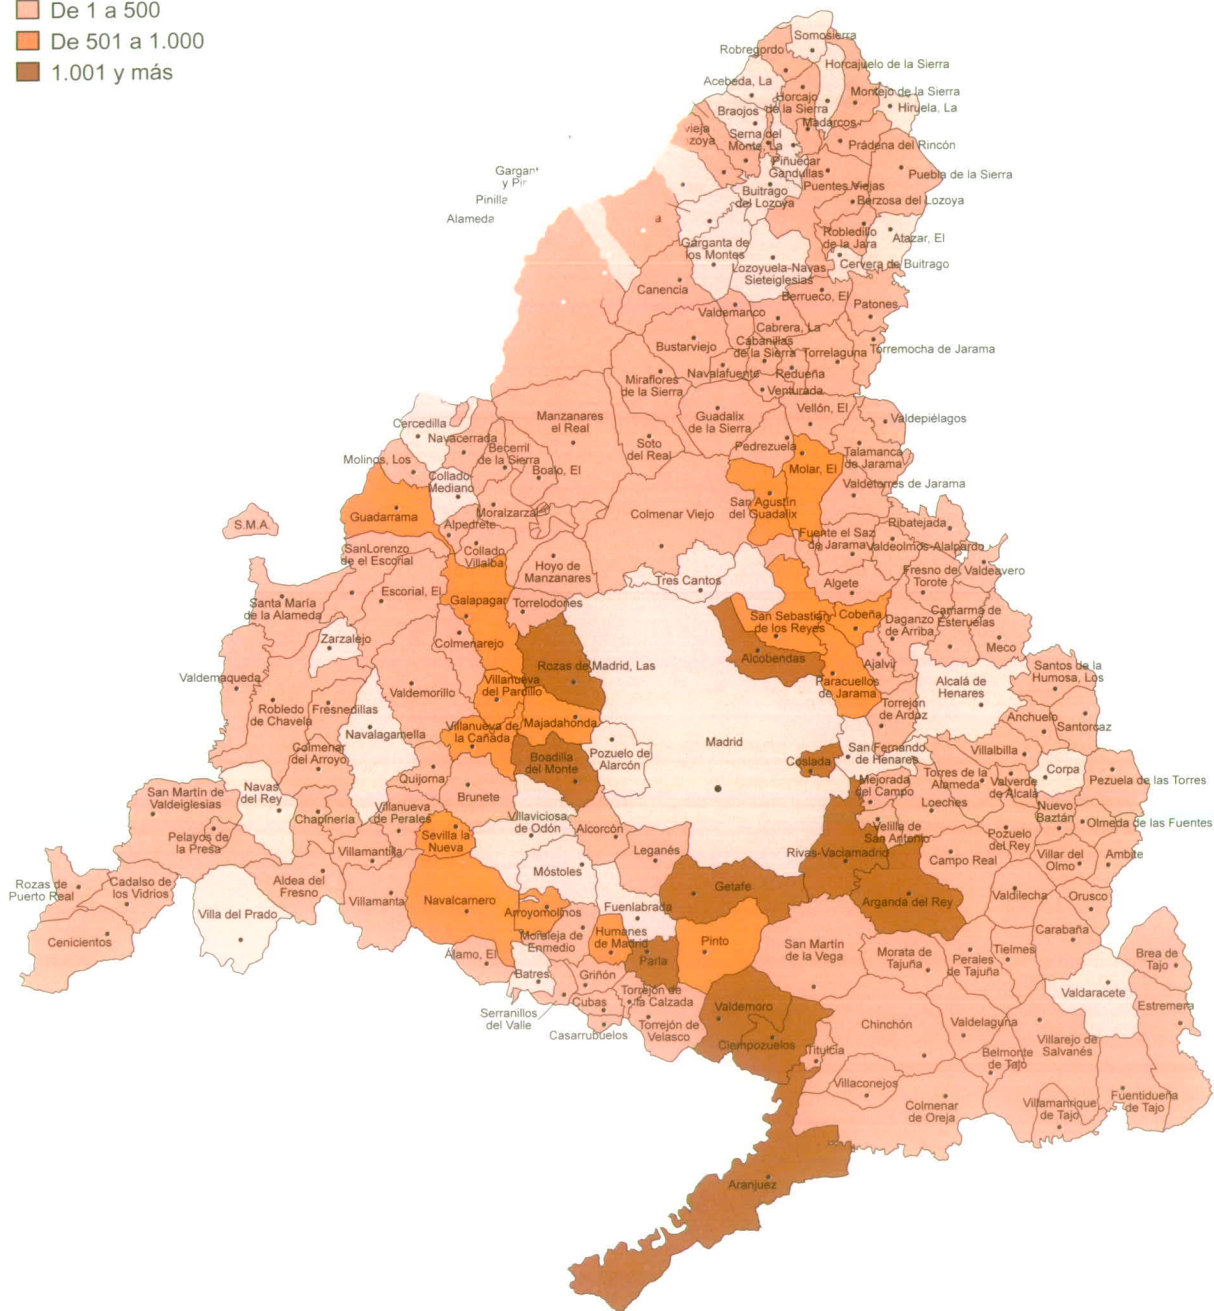 De 1 a 500
De 501 a 1.000
1.001 y más
Somosierra
Robregordo
Horcajuelo de la Sierra
Acebeda, La
Montejo de la Sierra
Horcajo
de la Sierra
Hiruela, La
Braojos
Madarcos
Serna del
Monte, La
Prádena del Rincón
Piñuecar
Gandullas
Puebla de la Sierra
Puentes Viejas
Buitrago
del Lozoya
Berzosa del Lozoya
Pinilla
Alameda
Robledillo
de la Jara
Atazar, El
Garganta de
los Montes
Cervera de Buitrago
Lozoyuela-Navas
Sieteiglesias
Canencia
Berrueco, El
Patones
Valdemanco
Cabrera, La
Bustarviejo
Cabanillas
de la Sierra
Torrelaguna
Torremocha de Jarama
Navalafuente
Redueña
Miraflores
de la Sierra
Venturada
Manzanares
el Real
Guadalix
de la Sierra
Vellón, El
Valdepiélagos
Cercedilla
Navacerrada
Becerril
de la Sierra
Soto
del Real
Pedrezuela
Talamanca
de Jarama
Molinos, Los
Boalo, El
Molar, El
Collado-
Mediano
Valdetorres de Jarama
San Agustín
del Guadalix
Guadarrama
Moralzarzal
Colmenar Viejo
S.M.A.
Alpedrete
Ribatejada
Fuente el Saz
de Jarama
Valdeolmos-Alalpardo
SanLorenzo
de el Escorial
Collado
Villalba
Hoyo de
Manzanares
Tres Cantos
Algete
Fresno de
Torote
Valdeavero
Santa María
de la Alameda
Escorial, El
Galapagar
Torrelodones
San Sebastián
de los Reyes
Cobeña
Daganzo
de Arriba
Camarma de
Esteruelas
Zarzalejo
Colmenarejo
Alcobendas
Ajalvir
Meco
Rozas de Madrid, Las
Valdemaqueda
Valdemorillo
Villanueva
del Pardillo
Paracuellos
de Jarama
Alcalá de
Henares
Santos de la
Humosa, Los
Robledo
de Chavela
Fresnedillas
Torrejón
de Ardoz
Anchuelo
Santorcaz
Navalagamella
Villanueva de
la Cañada
Majadahonda
Madrid
Colmenar
del Arroyo
Boadilla
del Monte
Pozuelo de
Alarcón
Coslada
San Fernando
de Henares
Villalbilla
Corpa
Quijorna
Mejorada
del Campo
Torres de la
Alameda
Valverde
de Alcalá
Pezuela de las Torres
San Martín de
Valdeiglesias
Navas
del Rey
Brunete
Loeches
Nuevo
Baztán
Olmeda de las Fuentes
Chapinería
Villanueva
de Perales
Villaviciosa
de Odón
Alcorcón
Velilla de
San Antonio
Pozuelo
del Rey
Pelayos de
la Presa
Sevilla la
Nueva
Leganés
Rivas-Vaciamadrid
Campo Real
Villar del
Olmo
Ambite
Villamantilla
Móstoles
Rozas de
Puerto Real
Cadalso de
los Vidrios
Aldea del
Fresno
Villamanta
Getafe
Arganda del Rey
Valdilecha
Orusco
Villa del Prado
Navalcarnero
Arroyomolinos
Fuenlabrada
Carabaña
Cenicientos
Moraleja de
Enmedio
Humanes
de Madrid
Pinto
San Martín
de la Vega
Morata de
Tajuña
Perales
de Tajuña
Tielmes
Brea de
Tajo
Álamo, El
Parla
Batres
Griñón
Valdaracete
Serranillos
del Valle
Cubas
Torrejón de
la Calzada
Valdemoro
Estremera
Casarrubuelos
Torrejón de
Velasco
Chinchón
Valdelaguna
Villarejo de
Salvanés
Ciempozuelos
Titulcia
Belmonte
de Tajo
Villaconejos
Colmenar
de Oreja
Villamanrique
de Tajo
Fuentidueña
de Tajo
Aranjuez